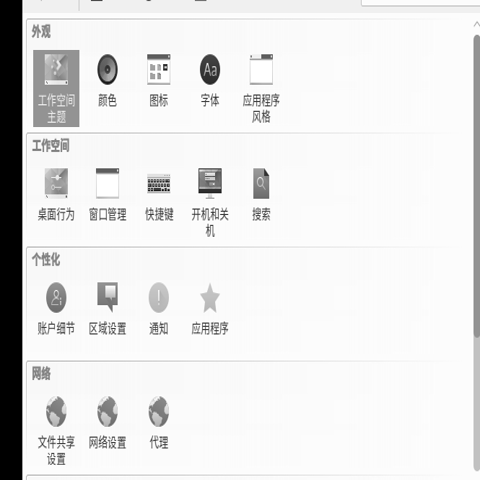 外观
工作空间 颜色 图标 字体 应用程序
主题 风格
Aa
工作空间
桌面行为 窗口管理 快捷键 开机和关 搜索
机
个性化
账户细节 区域设置 通知 应用程序
网络
文件共享 网络设置 代理
设置